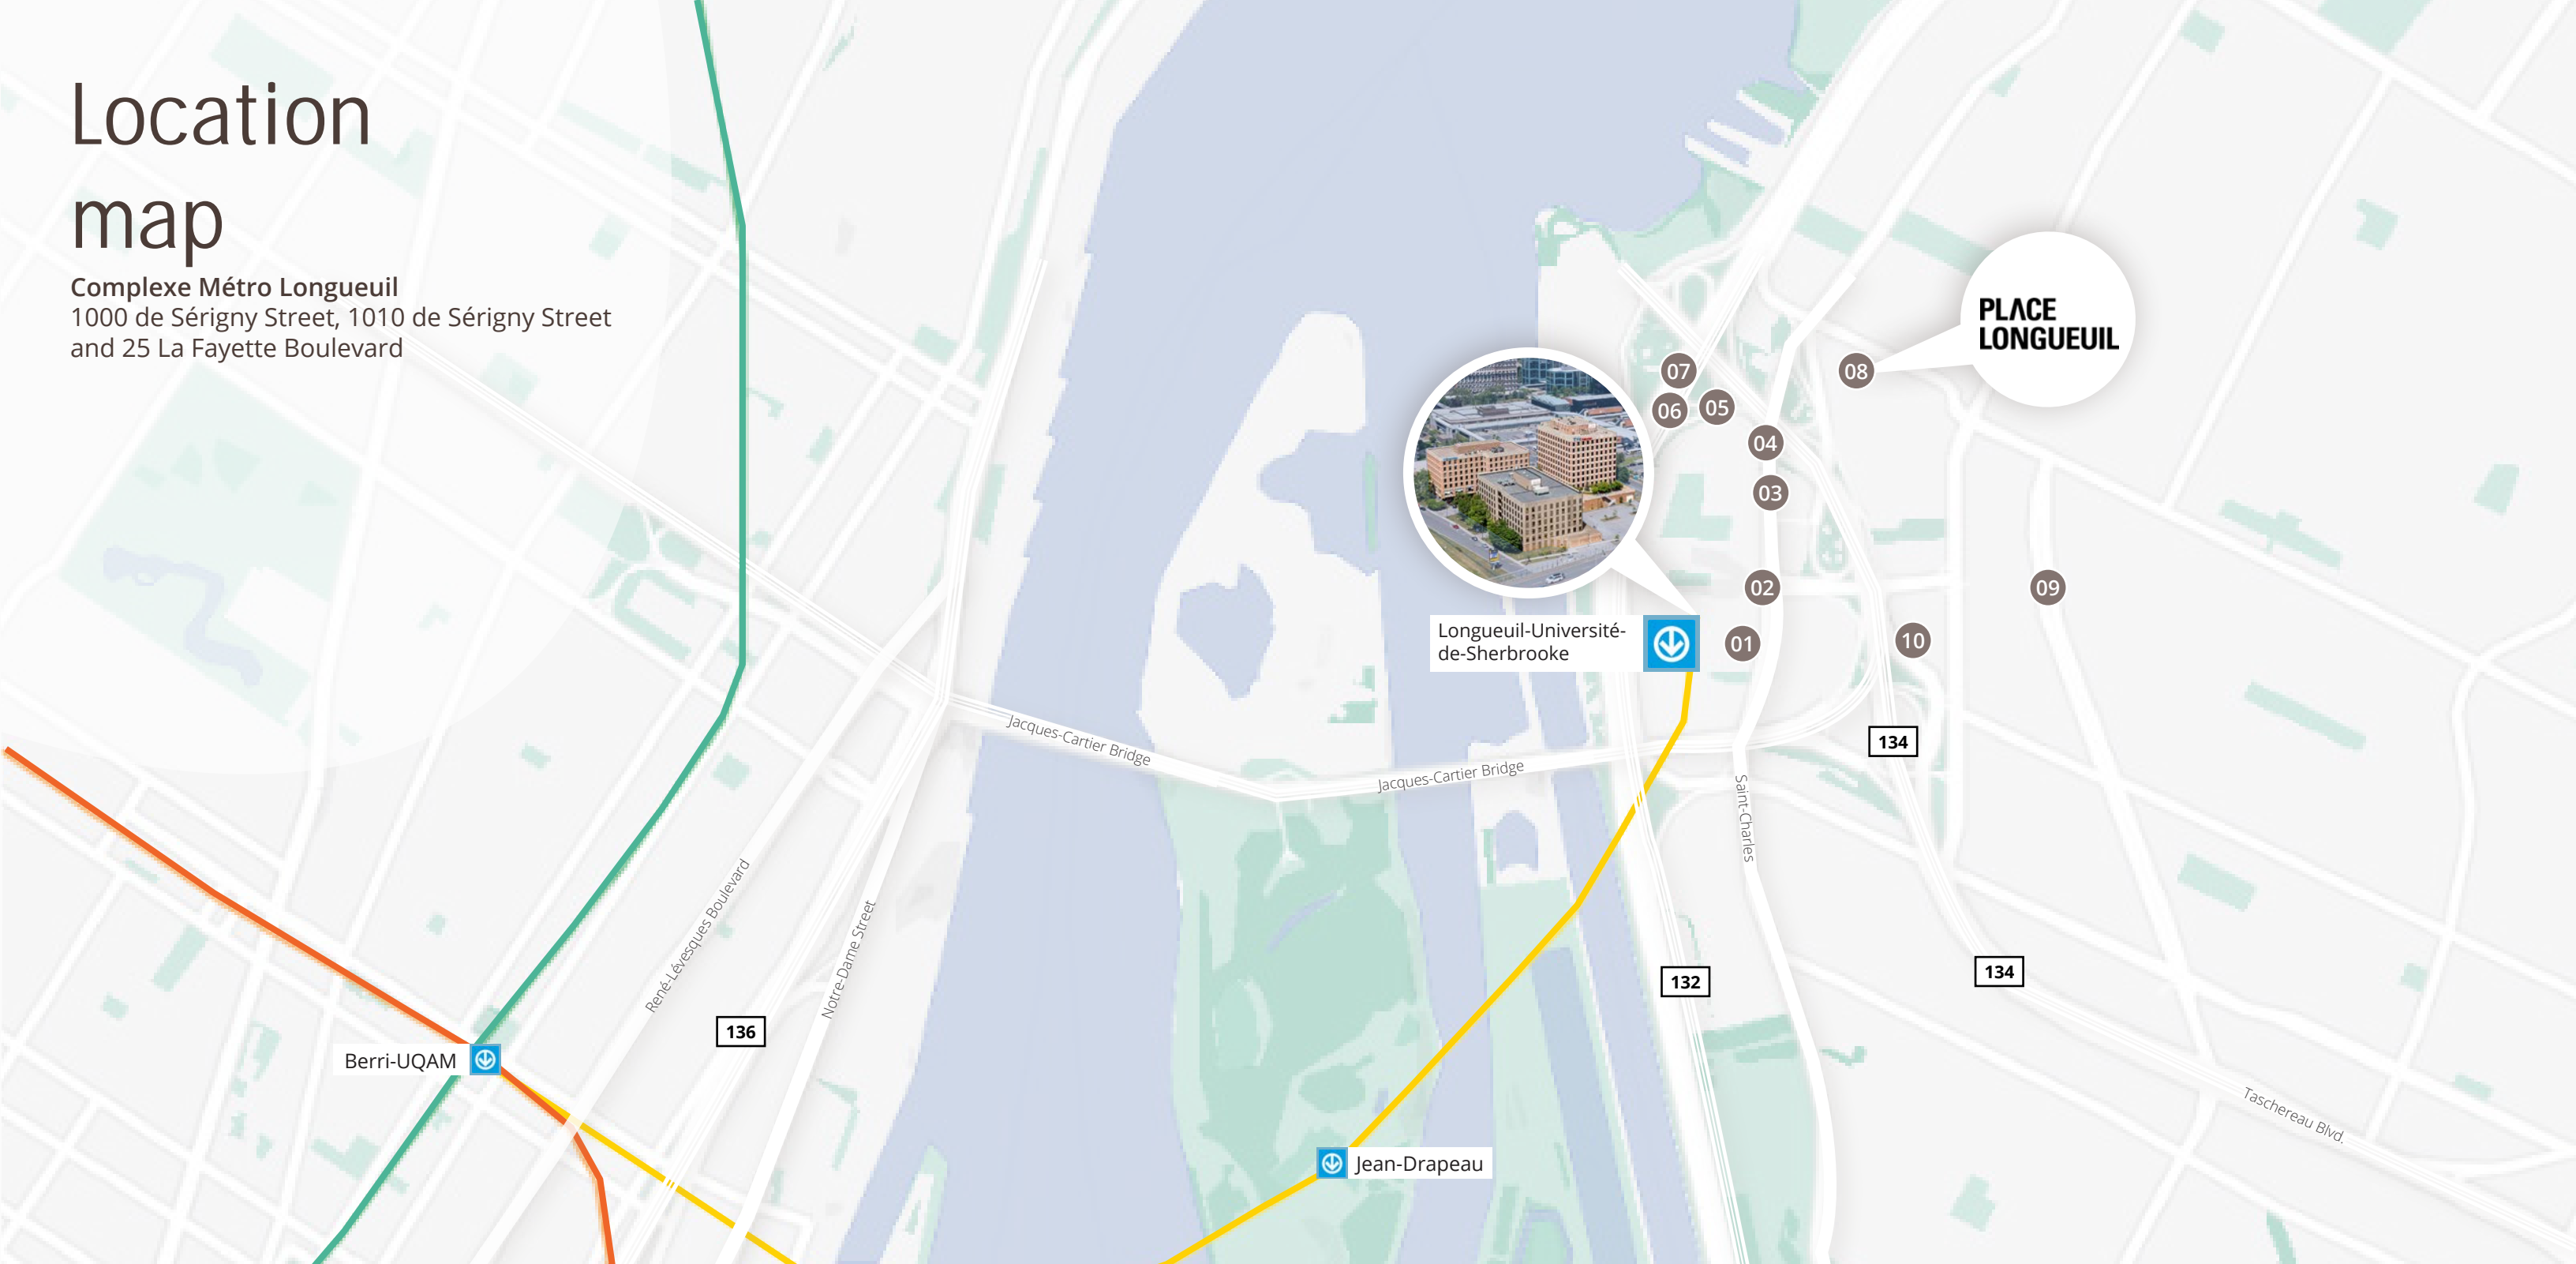 Location
map
Complexe Métro Longueuil
1000 de Sérigny Street, 1010 de Sérigny Street
and 25 La Fayette Boulevard
PLACE
LONGUEUIL
07
08
06
05
04
03
02
09
Longueuil-Université-
de-Sherbrooke
01
10
Jacques-Cartier Bridge
Jacques-Cartier Bridge
134
Saint-Charles
René-Lévesques Boulevard
Notre-Dame Street
132
134
136
Berri-UQAM
Taschereau Blvd.
Jean-Drapeau